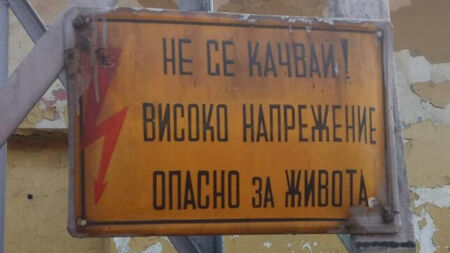 НЕ СЕ КАЧВАЙ!
ВИСОКО НАПРЕЖЕНИЕ
ОПАСНО ЗА ЖИВОТА